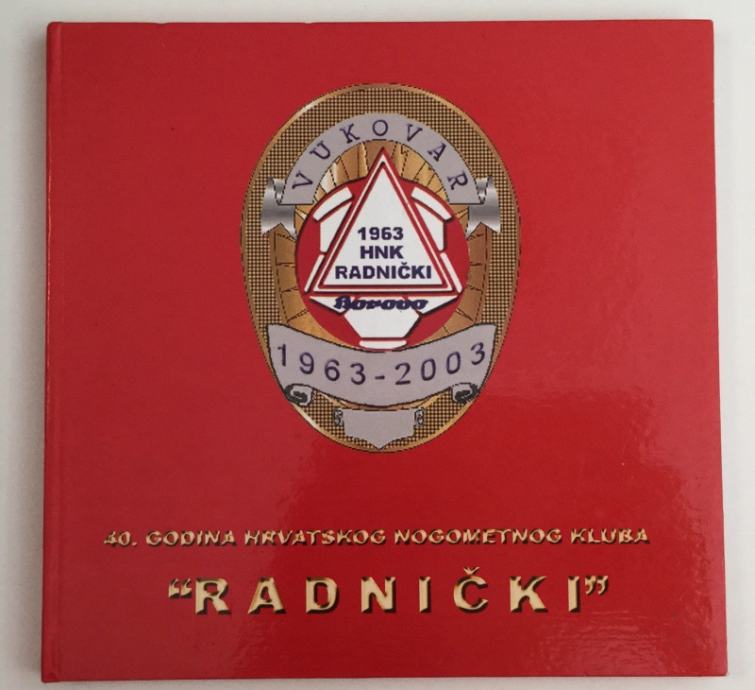 VUKOVAR
1963
HNK
RADNIČKI
Borovo
1963-2003
40. GODINA HRVATSKOG NOGOMETNOG KLUBA
“RADNIČKI”